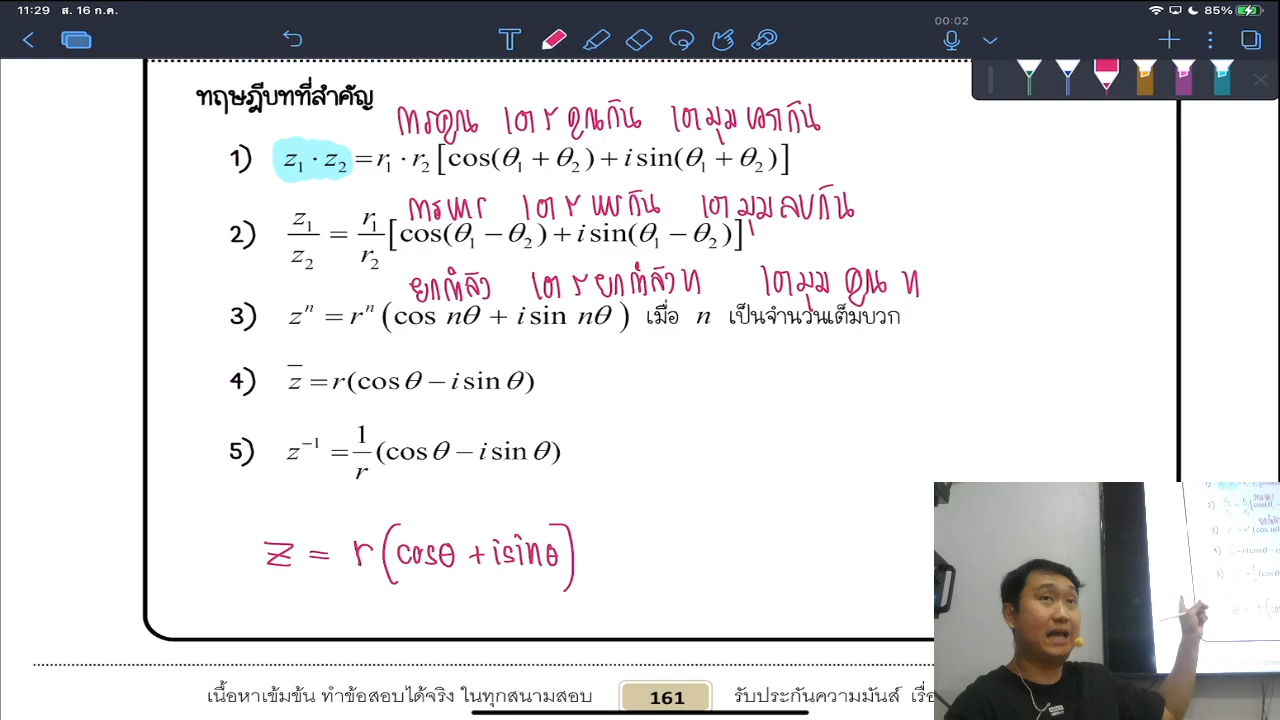 11:29 ส. 16 ก.ค.
85%
00:02
ทฤษฎีบทที่สำคัญ
การคูณ เอา r คูณกัน เอามุมบวกกัน
1) z₁ · z₂ = r₁ · r₂ [cos(θ₁ + θ₂) + i sin(θ₁ + θ₂)]
การหาร เอา r หารกัน เอามุมลบกัน
2) z₁/z₂ = r₁/r₂ [cos(θ₁ − θ₂) + i sin(θ₁ − θ₂)]
ยกกำลัง เอา r ยกกำลัง n เอามุม คูณ n
3) zⁿ = rⁿ (cos nθ + i sin nθ) เมื่อ n เป็นจำนวนเต็มบวก
4) z̅ = r(cos θ − i sin θ)
5) z⁻¹ = 1/r (cos θ − i sin θ)
z = r(cosθ + isinθ)
เนื้อหาเข้มข้น ทำข้อสอบได้จริง ในทุกสนามสอบ 161 รับประกันความมันส์ เรื่อ